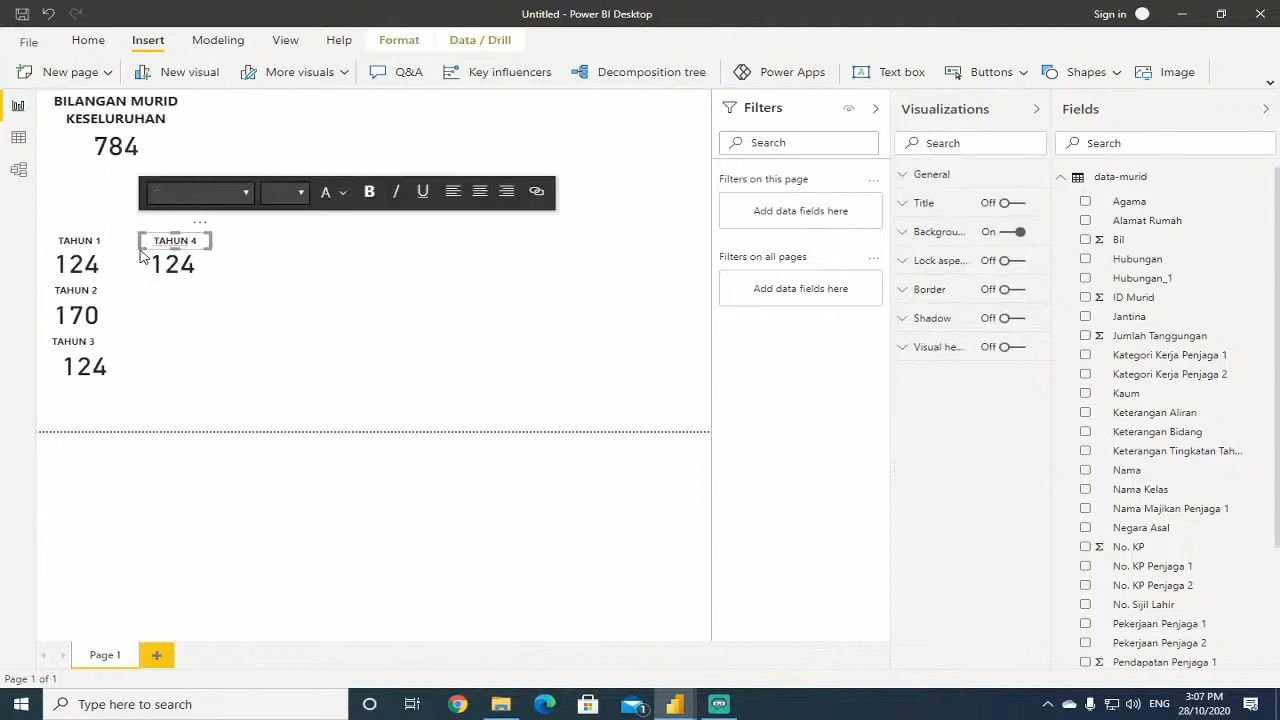 Untitled - Power BI Desktop
Sign in
File
Home
Insert
Modeling
View
Help
Format
Data / Drill
New page
New visual
More visuals
Q&A
Key influencers
Decomposition tree
Power Apps
Text box
Buttons
Shapes
Image
BILANGAN MURID
KESELURUHAN
784
A
B
I
U
TAHUN 1
124
TAHUN 2
170
TAHUN 3
124
TAHUN 4
124
Filters
Search
Filters on this page
Add data fields here
Filters on all pages
Add data fields here
Visualizations
Search
General
Title Off
Backgrou... On
Lock aspe... Off
Border Off
Shadow Off
Visual he... Off
Fields
Search
data-murid
Agama
Alamat Rumah
Σ Bil
Hubungan
Hubungan_1
Σ ID Murid
Jantina
Σ Jumlah Tanggungan
Kategori Kerja Penjaga 1
Kategori Kerja Penjaga 2
Kaum
Keterangan Aliran
Keterangan Bidang
Keterangan Tingkatan Tah...
Nama
Nama Kelas
Nama Majikan Penjaga 1
Negara Asal
Σ No. KP
No. KP Penjaga 1
No. KP Penjaga 2
No. Sijil Lahir
Pekerjaan Penjaga 1
Pekerjaan Penjaga 2
Σ Pendapatan Penjaga 1
Page 1
Page 1 of 1
Type here to search
1
ENG
3:07 PM
28/10/2020